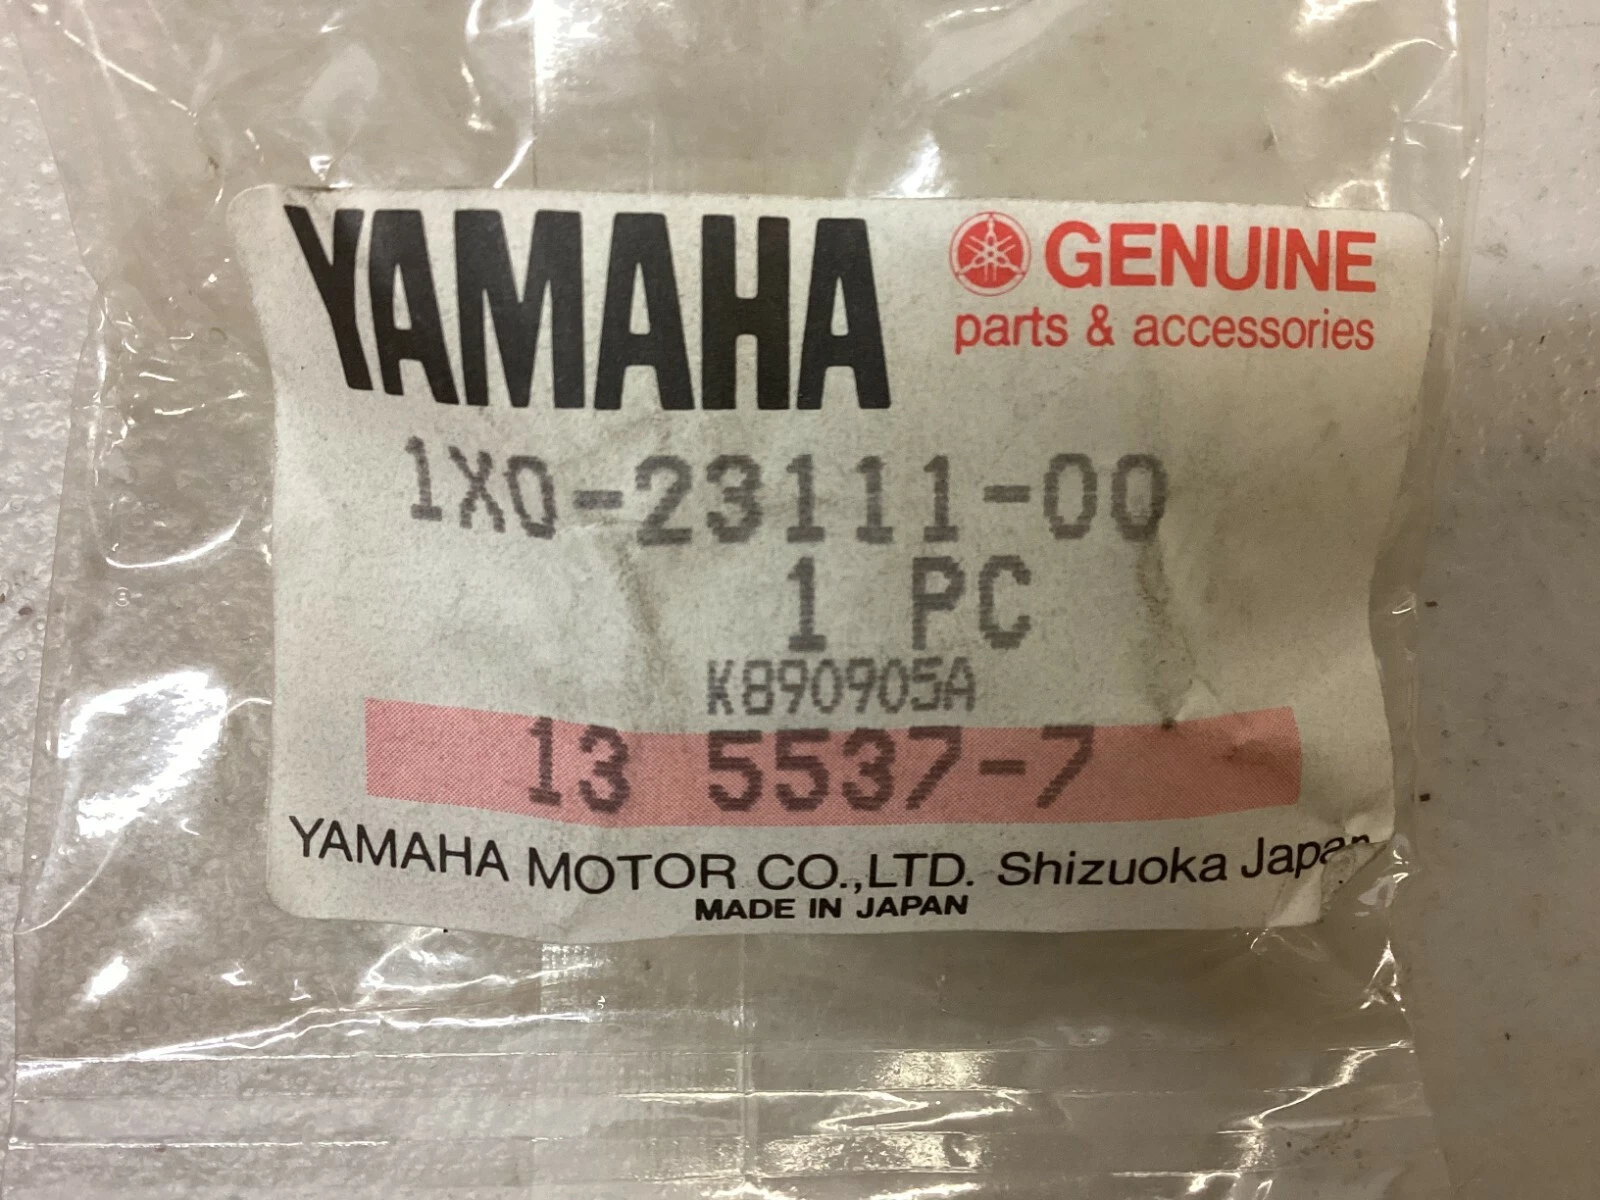 YAMAHA
GENUINE
parts & accessories
1X0-23111-00
1 PC
K890905A
13 5537-7
YAMAHA MOTOR CO.,LTD. Shizuoka Japan
MADE IN JAPAN